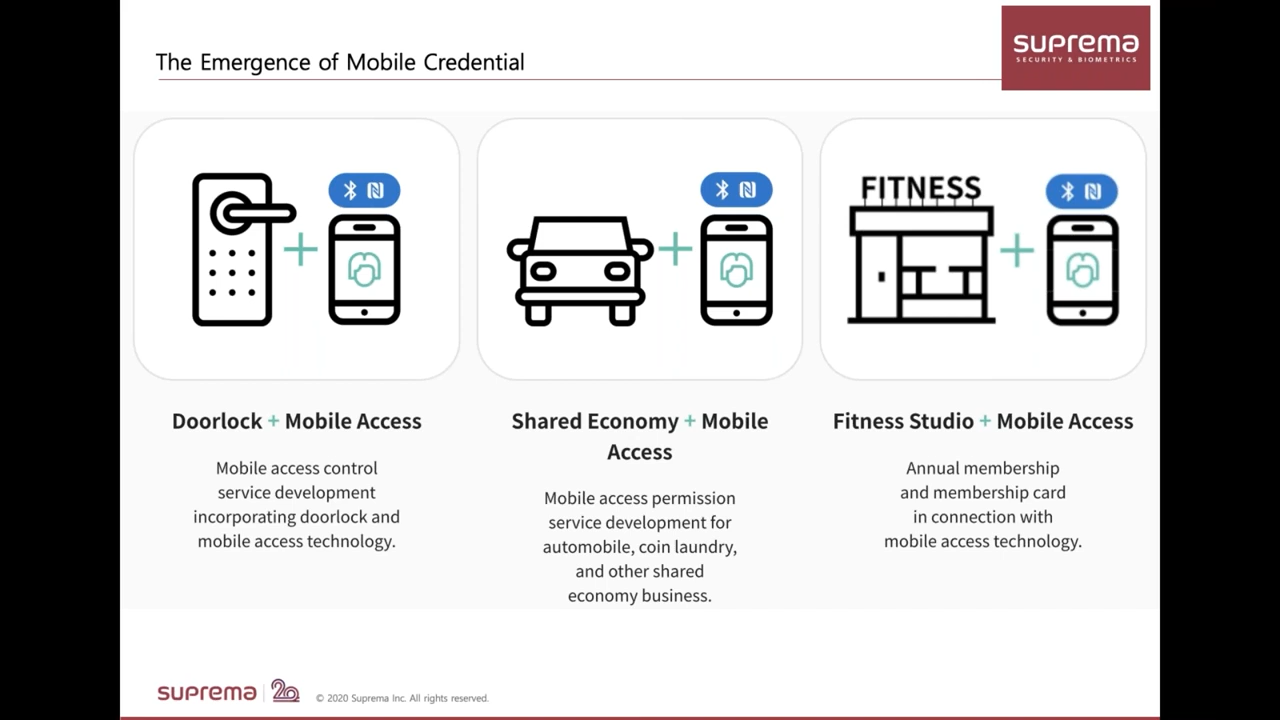 The Emergence of Mobile Credential
suprema
SECURITY & BIOMETRICS
FITNESS
Doorlock + Mobile Access
Mobile access control
service development
incorporating doorlock and
mobile access technology.
Shared Economy + Mobile
Access
Mobile access permission
service development for
automobile, coin laundry,
and other shared
economy business.
Fitness Studio + Mobile Access
Annual membership
and membership card
in connection with
mobile access technology.
suprema 20 © 2020 Suprema Inc. All rights reserved.